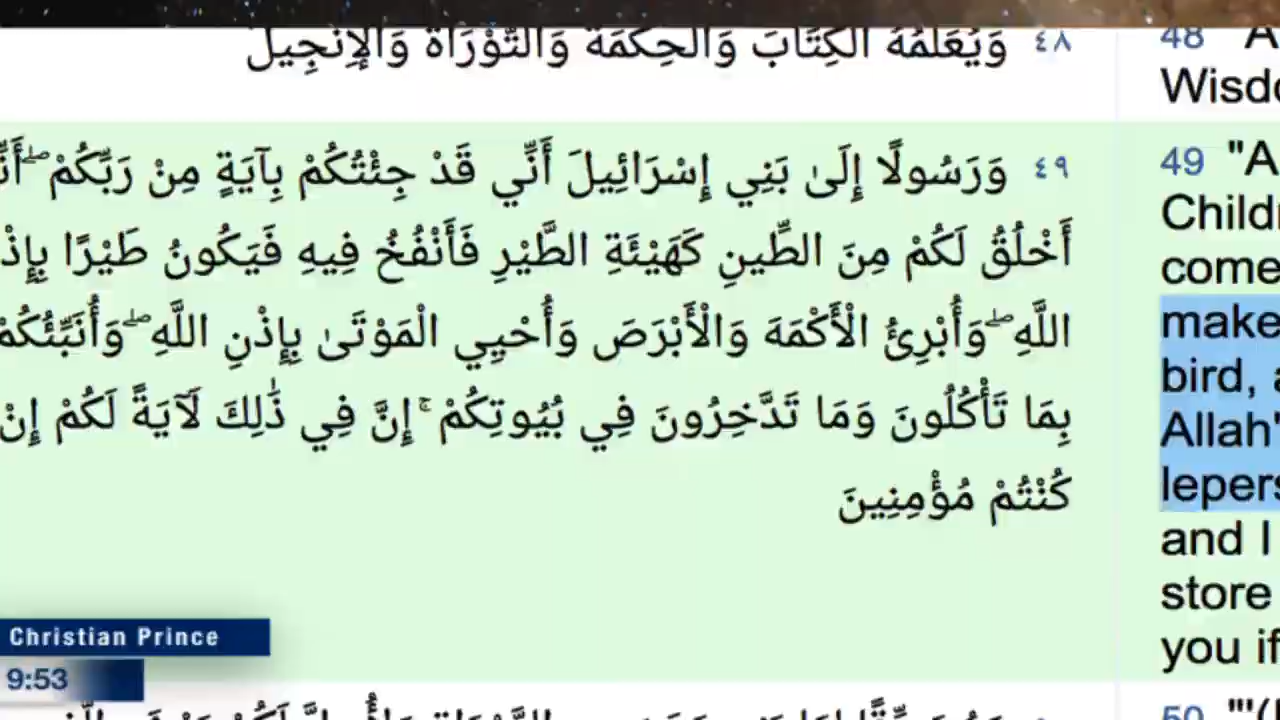 ٤٨ وَيُعَلِّمُهُ الْكِتَابَ وَالْحِكْمَةَ وَالتَّوْرَاةَ وَالْإِنْجِيلَ
٤٩ وَرَسُولًا إِلَىٰ بَنِي إِسْرَائِيلَ أَنِّي قَدْ جِئْتُكُمْ بِآيَةٍ مِنْ رَبِّكُمْ ۖ
أَخْلُقُ لَكُمْ مِنَ الطِّينِ كَهَيْئَةِ الطَّيْرِ فَأَنْفُخُ فِيهِ فَيَكُونُ طَيْرًا بِإِذْ
اللَّهِ ۖ وَأُبْرِئُ الْأَكْمَهَ وَالْأَبْرَصَ وَأُحْيِي الْمَوْتَىٰ بِإِذْنِ اللَّهِ ۖ وَأُنَبِّئُكُمْ
بِمَا تَأْكُلُونَ وَمَا تَدَّخِرُونَ فِي بُيُوتِكُمْ ۚ إِنَّ فِي ذَٰلِكَ لَآيَةً لَكُمْ إِنْ
كُنْتُمْ مُؤْمِنِينَ
48 "A
Wisdo
49 "A
Childr
come
make
bird, a
Allah'
lepers
and I
store
you if
50 "'(
Christian Prince
9:53